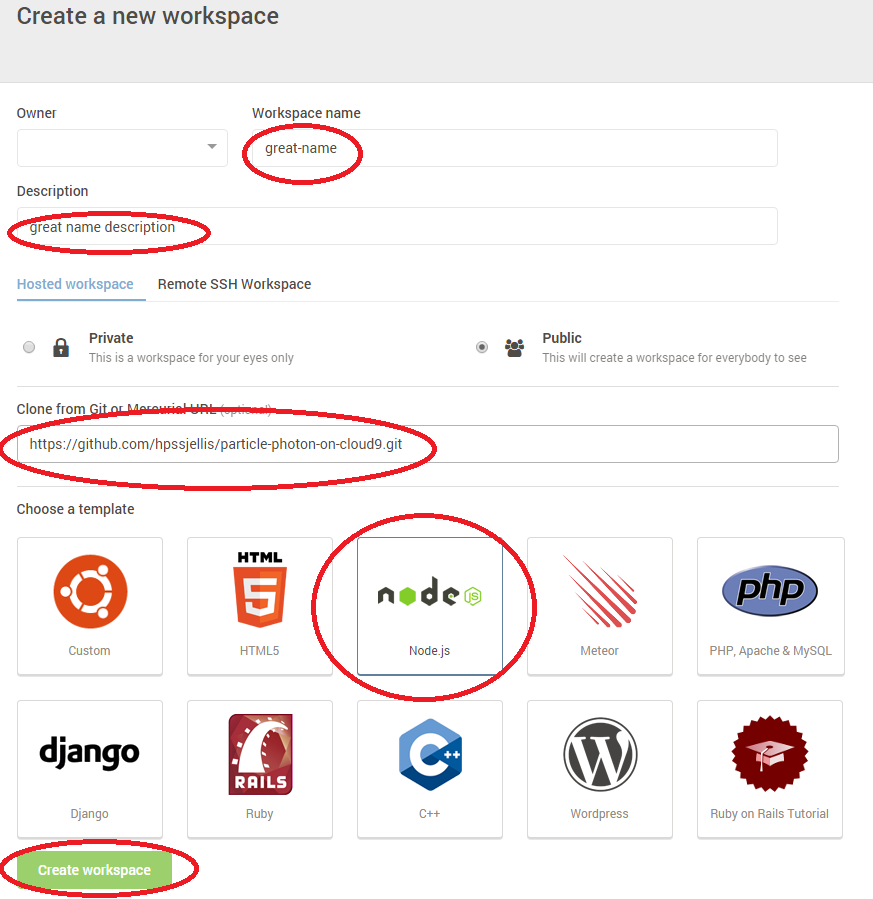 Create a new workspace
Owner
Workspace name
great-name
Description
great name description
Hosted workspace
Remote SSH Workspace
Private
This is a workspace for your eyes only
Public
This will create a workspace for everybody to see
Clone from Git or Mercurial URL (optional)
https://github.com/hpssjellis/particle-photon-on-cloud9.git
Choose a template
Custom
HTML
5
HTML5
node
JS
Node.js
Meteor
php
PHP, Apache & MySQL
django
Django
RAILS
Ruby
C++
C++
W
Wordpress
Ruby on Rails Tutorial
Create workspace